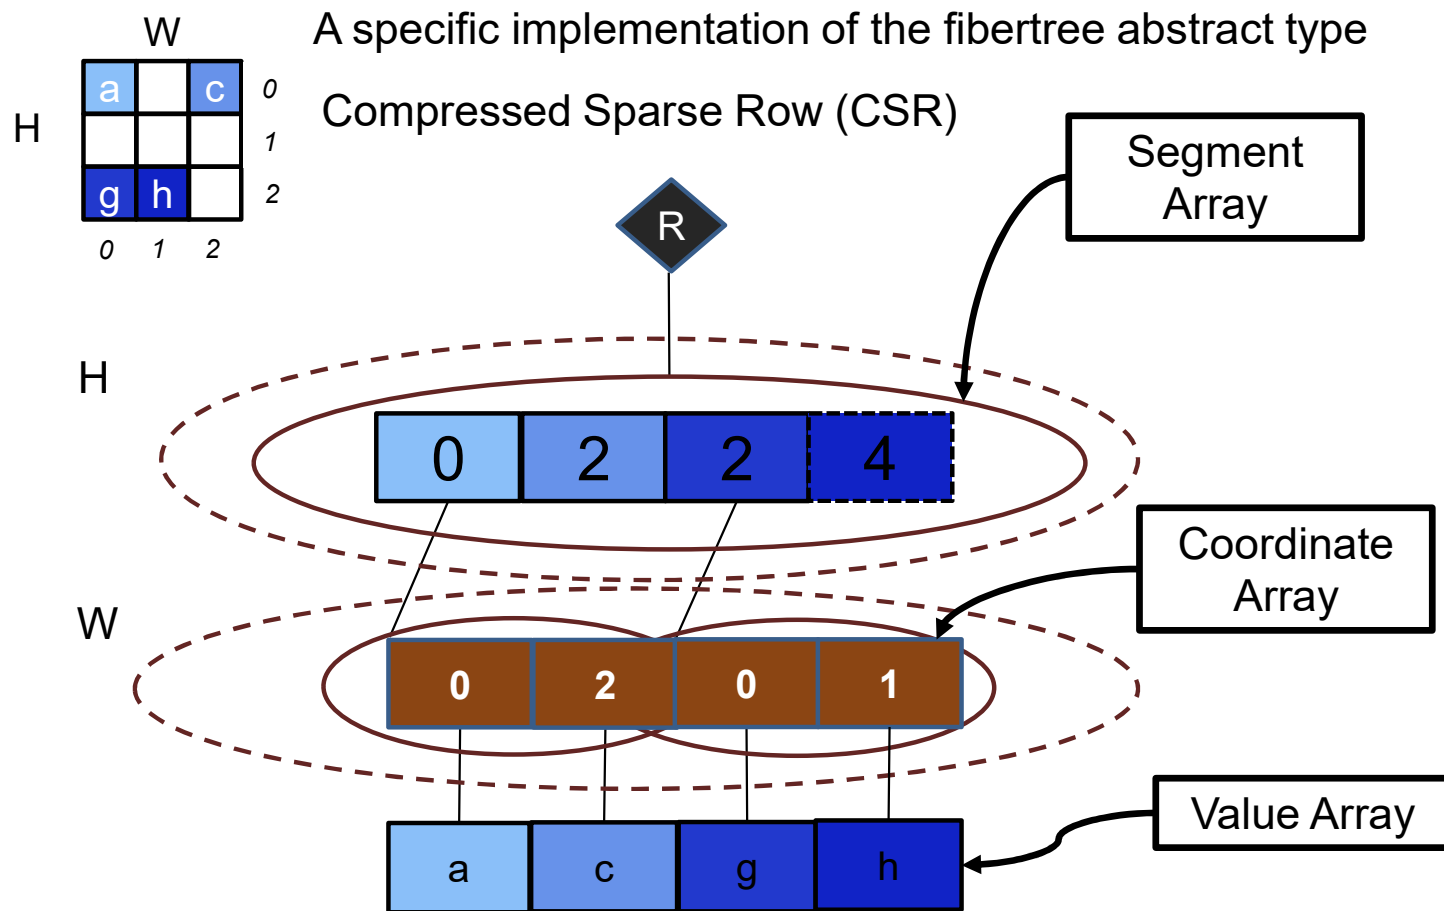 W
A specific implementation of the fibertree abstract type
a c 0
H
1
g h 2
0 1 2
Compressed Sparse Row (CSR)
Segment
Array
R
H
0 2 2 4
Coordinate
Array
W
0 2 0 1
Value Array
a c g h